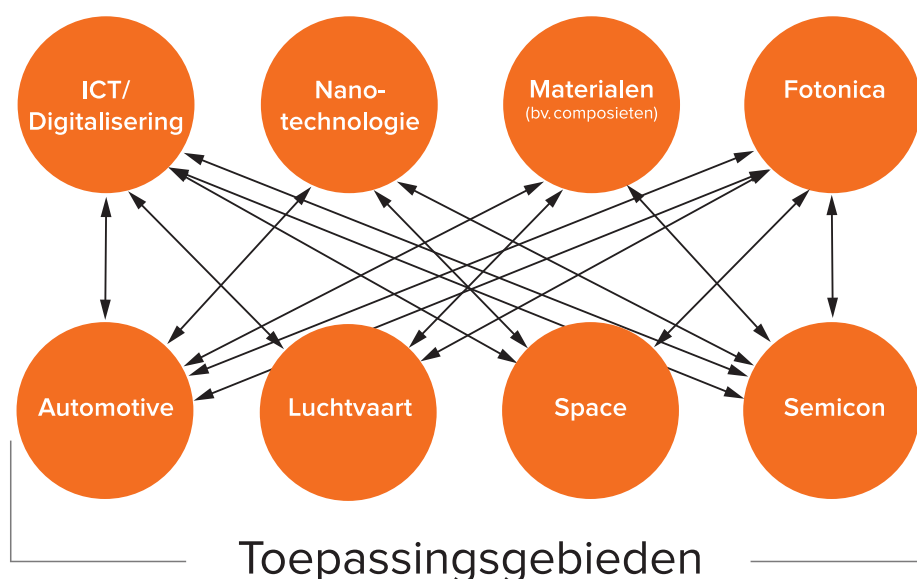 ICT/
Digitalisering
Nano-
technologie
Materialen
(bv. composieten)
Fotonica
Automotive
Luchtvaart
Space
Semicon
Toepassingsgebieden